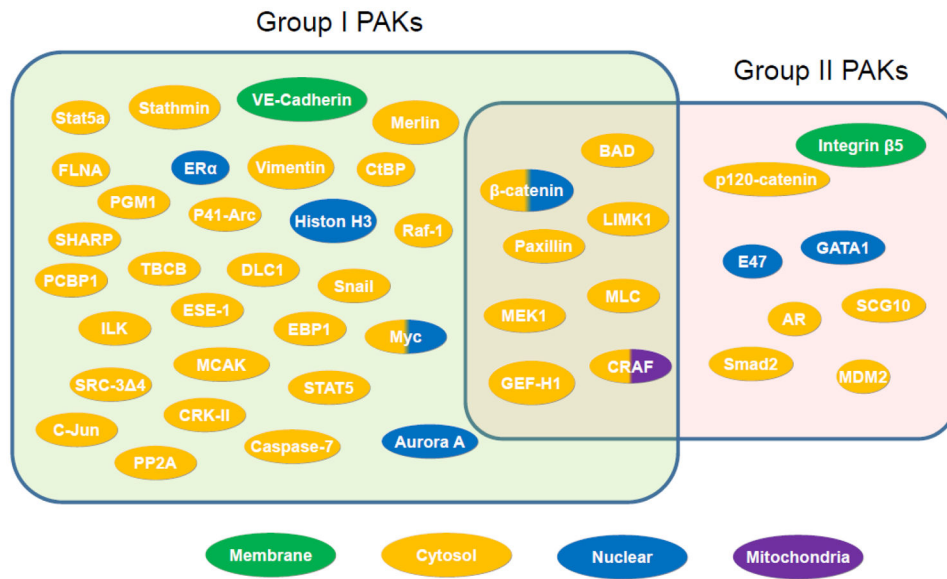 Group I PAKs
Group II PAKs
Stat5a
Stathmin
VE-Cadherin
Merlin
FLNA
ERα
Vimentin
CtBP
PGM1
P41-Arc
Histon H3
Raf-1
SHARP
PCBP1
TBCB
DLC1
Snail
ILK
ESE-1
EBP1
Myc
MCAK
SRC-3Δ4
STAT5
CRK-II
C-Jun
Caspase-7
Aurora A
PP2A
BAD
β-catenin
LIMK1
Paxillin
MLC
MEK1
CRAF
GEF-H1
Integrin β5
p120-catenin
GATA1
E47
SCG10
AR
Smad2
MDM2
Membrane
Cytosol
Nuclear
Mitochondria